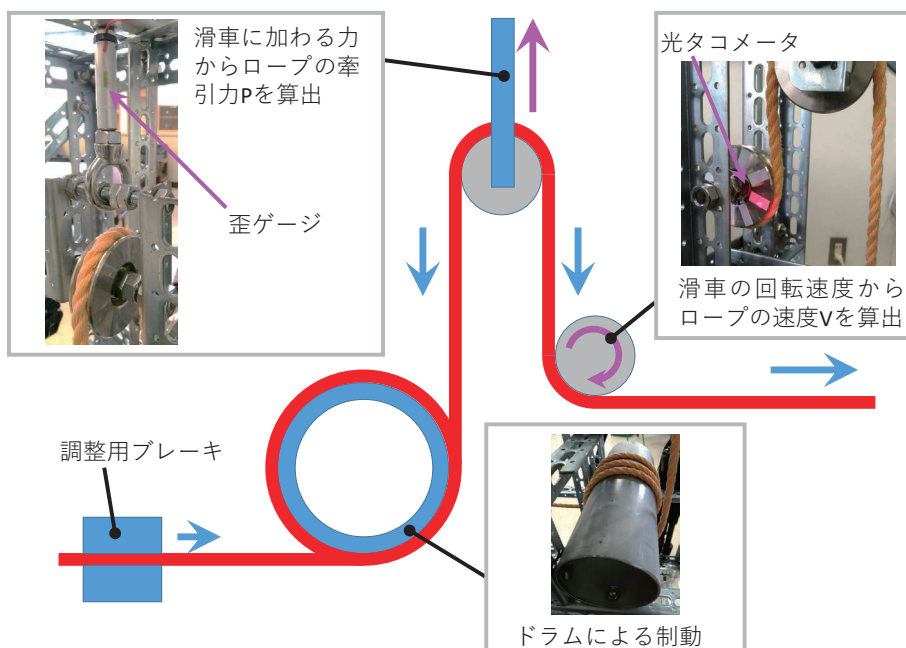 滑車に加わる力
からロープの牽
引力Pを算出
歪ゲージ
光タコメータ
滑車の回転速度から
ロープの速度Vを算出
調整用ブレーキ
ドラムによる制動